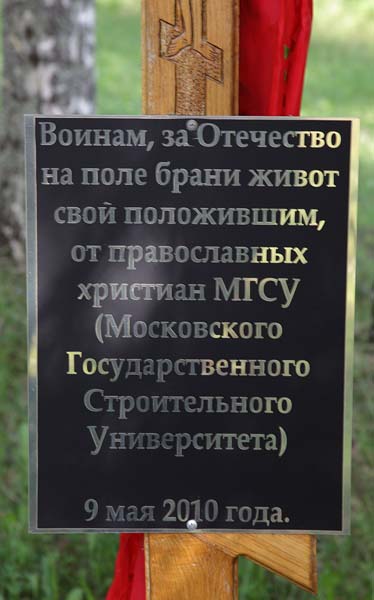 Воинам, за Отечество
на поле брани живот
свой положившим,
от православных
христиан МГСУ
(Московского
Государственного
Строительного
Университета)
9 мая 2010 года.